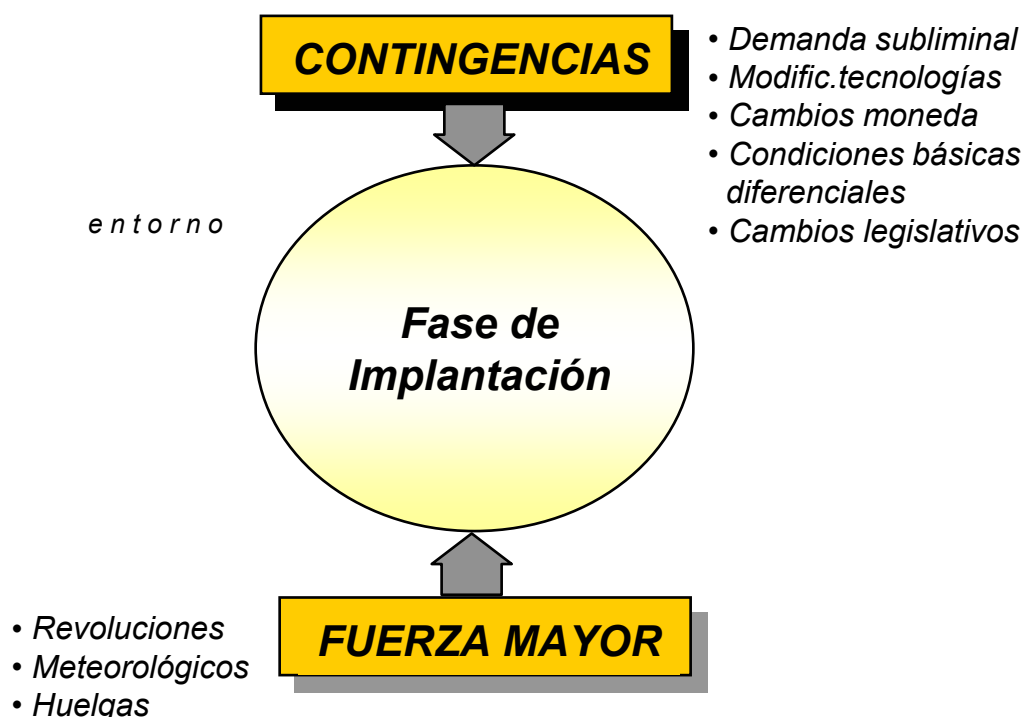 CONTINGENCIAS
• Demanda subliminal
• Modific.tecnologías
• Cambios moneda
• Condiciones básicas
diferenciales
• Cambios legislativos
entorno
Fase de
Implantación
FUERZA MAYOR
• Revoluciones
• Meteorológicos
• Huelgas